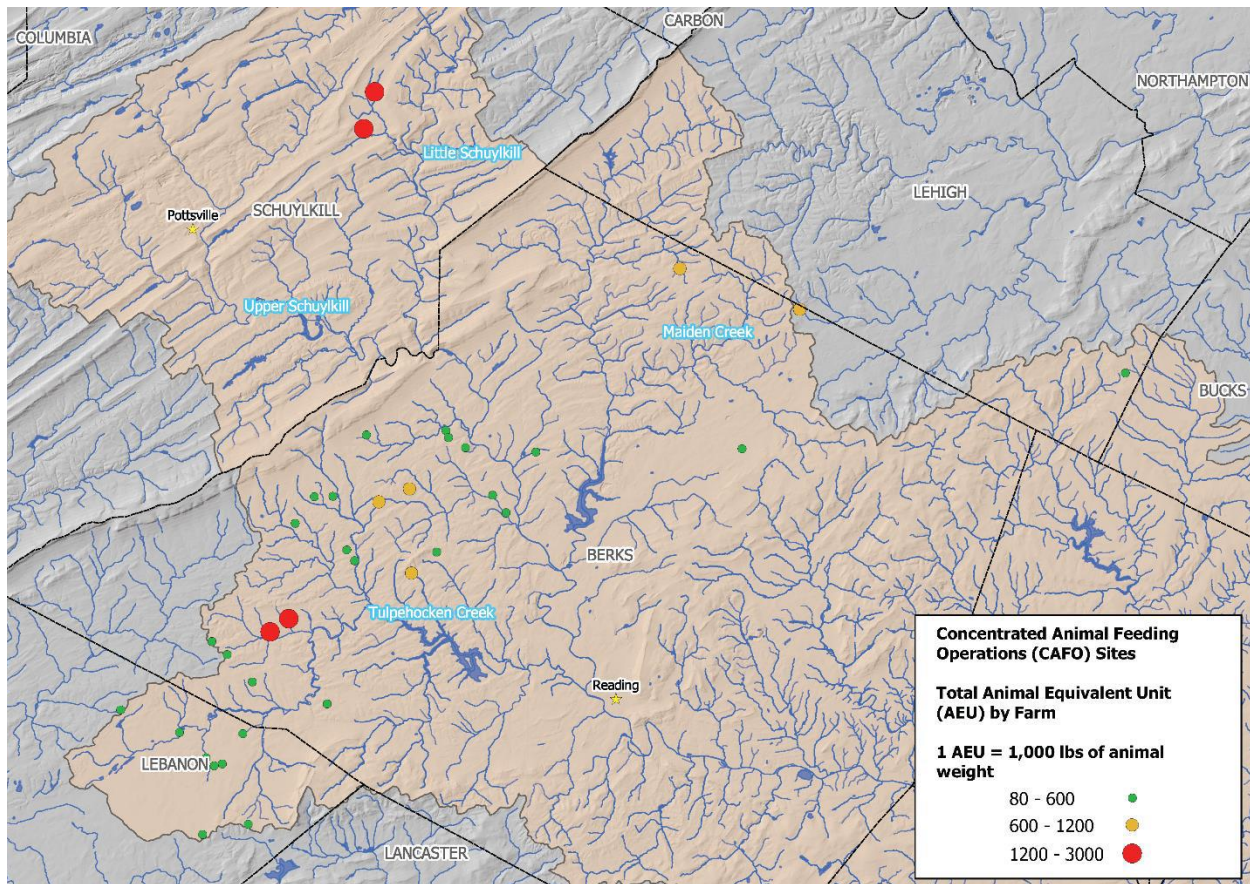 COLUMBIA
CARBON
NORTHAMPTON
Little Schuylkill
LEHIGH
SCHUYLKILL
Pottsville
Upper Schuylkill
Maiden Creek
BUCKS
BERKS
Tulpehocken Creek
Reading
LEBANON
LANCASTER
Concentrated Animal Feeding
Operations (CAFO) Sites
Total Animal Equivalent Unit
(AEU) by Farm
1 AEU = 1,000 lbs of animal
weight
80 - 600
600 - 1200
1200 - 3000